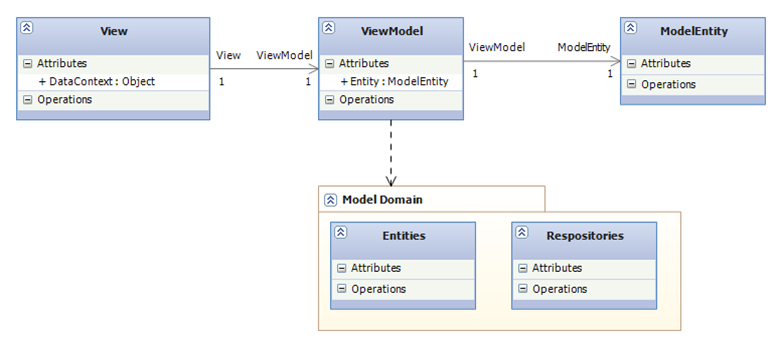 View
Attributes
+ DataContext : Object
Operations
View
ViewModel
1
1
ViewModel
Attributes
+ Entity : ModelEntity
Operations
ViewModel
ModelEntity
1
1
ModelEntity
Attributes
Operations
Model Domain
Entities
Attributes
Operations
Respositories
Attributes
Operations